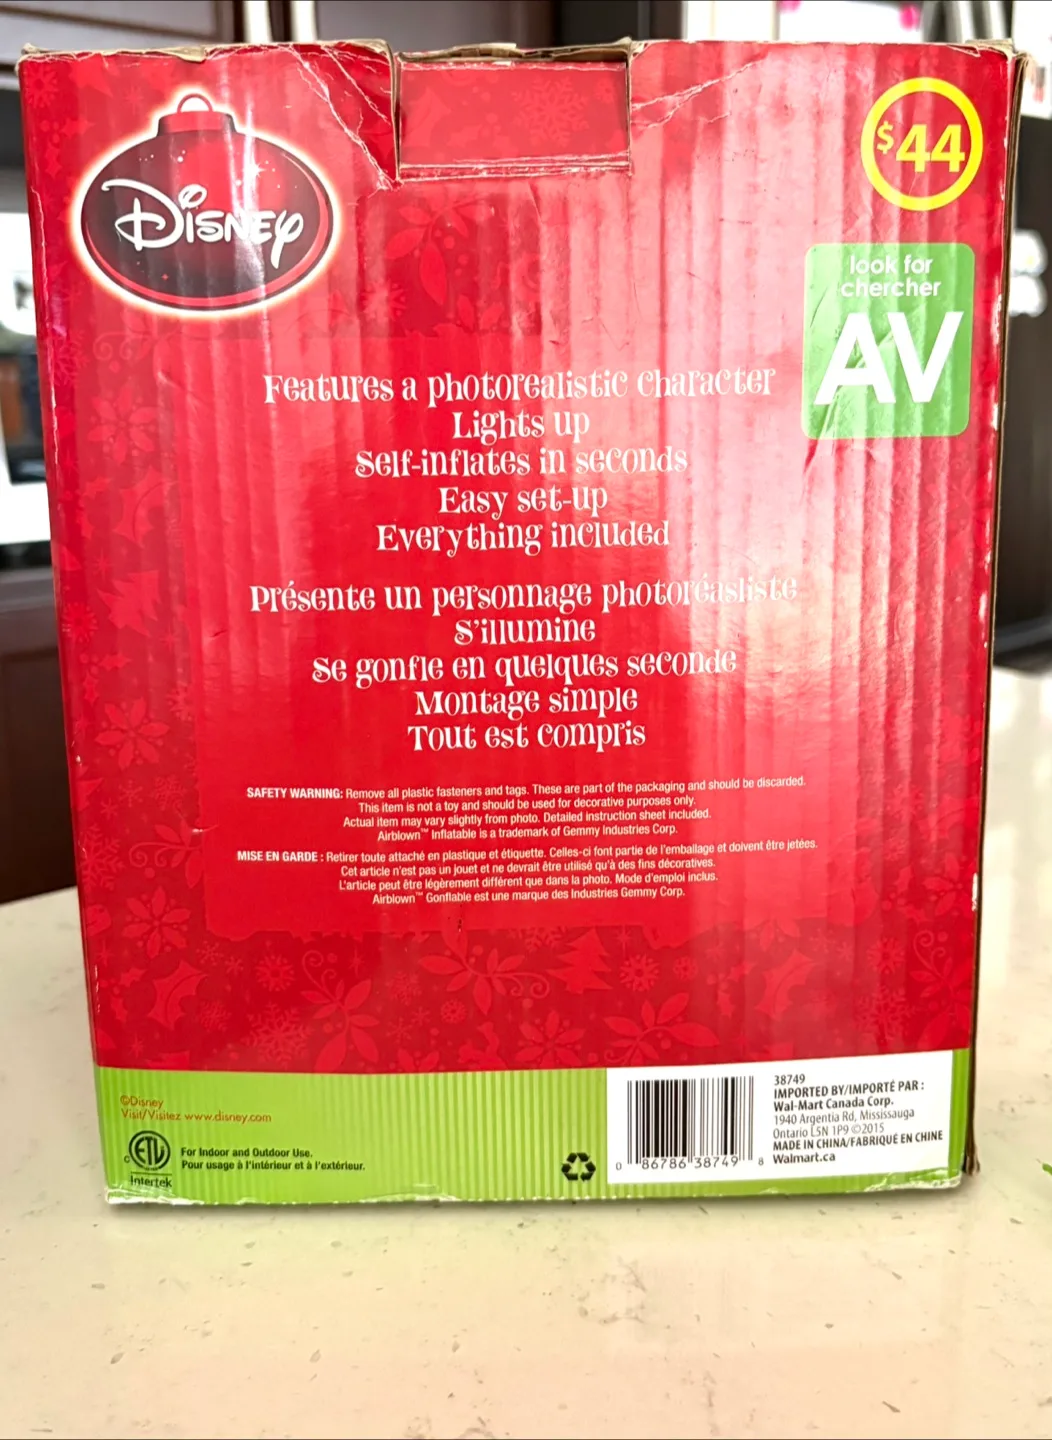 Disney
$44
look for
chercher
AV
Features a photorealistic character
Lights up
Self-inflates in seconds
Easy set-up
Everything included
Présente un personnage photoréasliste
S'illumine
Se gonfle en quelques seconde
Montage simple
Tout est compris
SAFETY WARNING: Remove all plastic fasteners and tags. These are part of the packaging and should be discarded.
This item is not a toy and should be used for decorative purposes only.
Actual item may vary slightly from photo. Detailed instruction sheet included.
Airblown™ Inflatable is a trademark of Gemmy Industries Corp.
MISE EN GARDE : Retirer toute attaché en plastique et étiquette. Celles-ci font partie de l'emballage et doivent être jetées.
Cet article n'est pas un jouet et ne devrait être utilisé qu'à des fins décoratives.
L'article peut être légèrement différent que dans la photo. Mode d'emploi inclus.
Airblown™ Gonflable est une marque des Industries Gemmy Corp.
©Disney
Visit/Visitez www.disney.com
C ETL
Intertek
For Indoor and Outdoor Use.
Pour usage à l'intérieur et à l'extérieur.
0 86786 38749 8
38749
IMPORTED BY/IMPORTÉ PAR :
Wal-Mart Canada Corp.
1940 Argentia Rd, Mississauga
Ontario L5N 1P9 ©2015
MADE IN CHINA/FABRIQUÉ EN CHINE
Walmart.ca